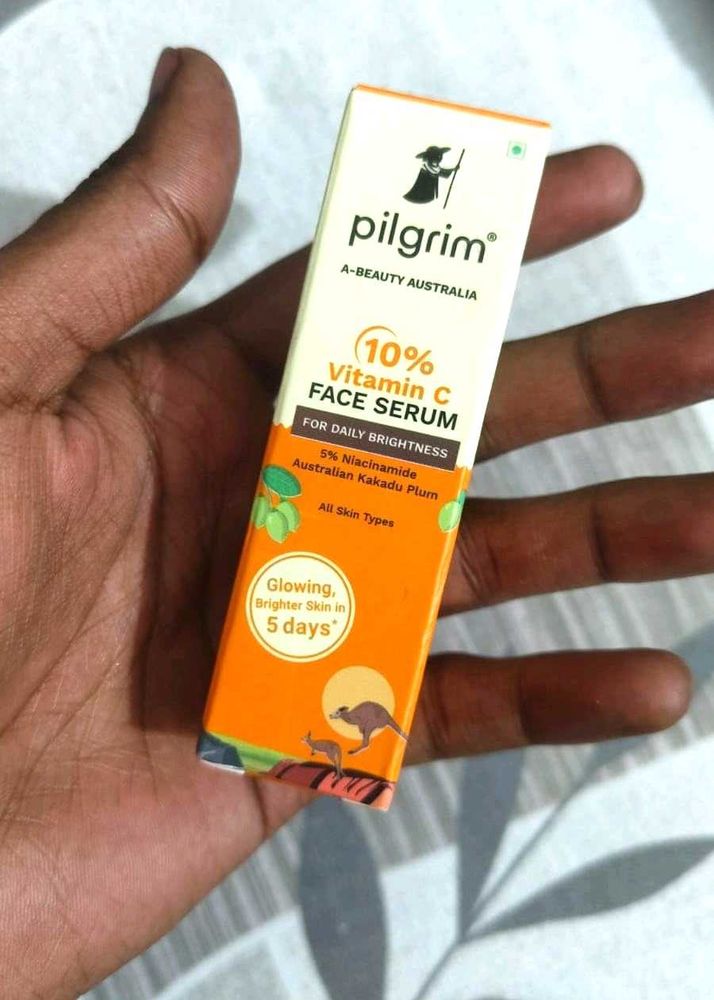 pilgrim®
A-BEAUTY AUSTRALIA
10%
Vitamin C
FACE SERUM
FOR DAILY BRIGHTNESS
5% Niacinamide
Australian Kakadu Plum
All Skin Types
Glowing,
Brighter Skin in
5 days*